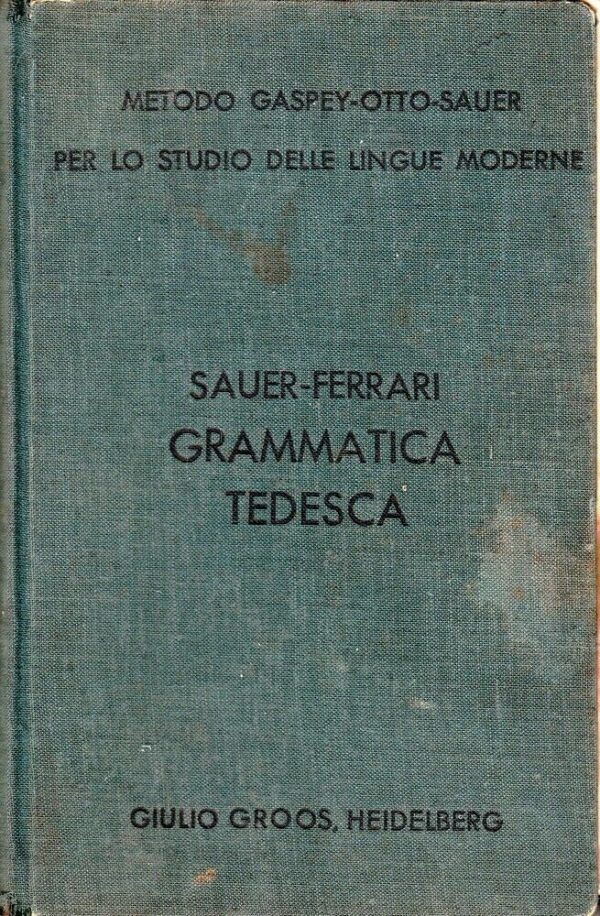 METODO GASPEY-OTTO-SAUER
PER LO STUDIO DELLE LINGUE MODERNE
SAUER-FERRARI
GRAMMATICA
TEDESCA
GIULIO GROOS, HEIDELBERG